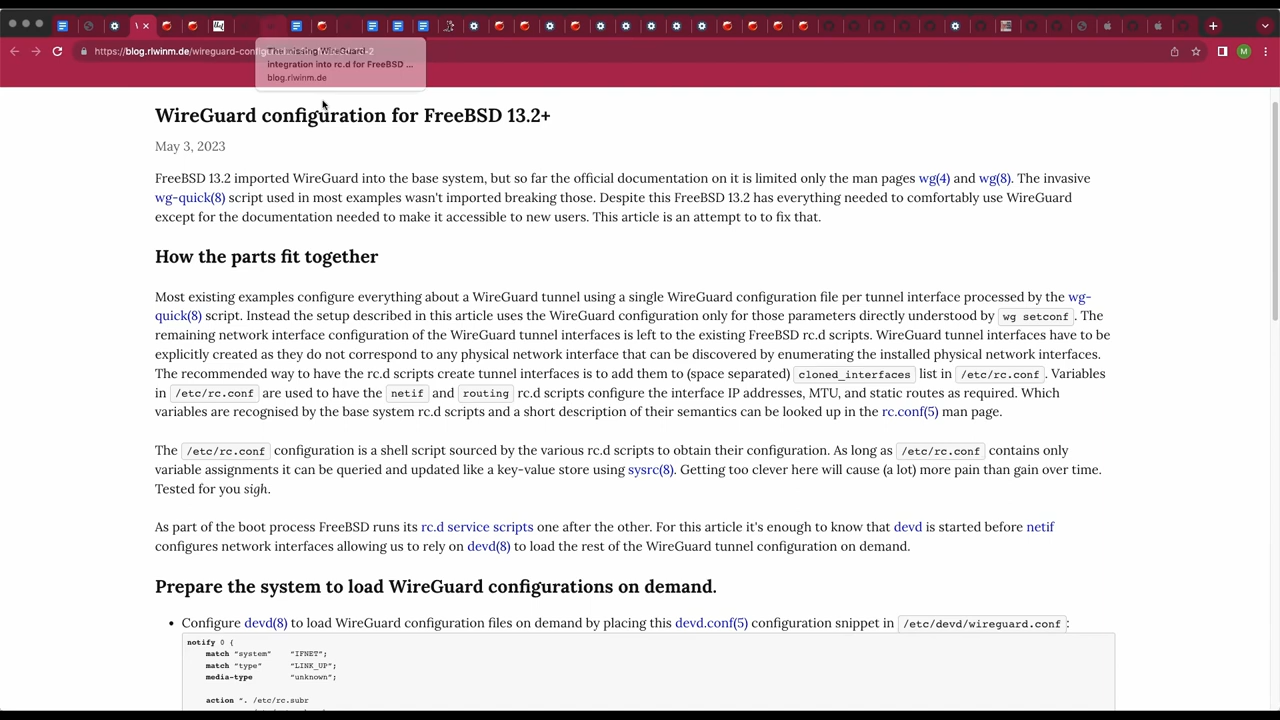 https://blog.rlwinm.de/wireguard-config
integration into rc.d for FreeBSD ...
blog.rlwinm.de
WireGuard configuration for FreeBSD 13.2+
May 3, 2023
FreeBSD 13.2 imported WireGuard into the base system, but so far the official documentation on it is limited only the man pages wg(4) and wg(8). The invasive
wg-quick(8) script used in most examples wasn't imported breaking those. Despite this FreeBSD 13.2 has everything needed to comfortably use WireGuard
except for the documentation needed to make it accessible to new users. This article is an attempt to to fix that.
How the parts fit together
Most existing examples configure everything about a WireGuard tunnel using a single WireGuard configuration file per tunnel interface processed by the wg-
quick(8) script. Instead the setup described in this article uses the WireGuard configuration only for those parameters directly understood by wg setconf. The
remaining network interface configuration of the WireGuard tunnel interfaces is left to the existing FreeBSD rc.d scripts. WireGuard tunnel interfaces have to be
explicitly created as they do not correspond to any physical network interface that can be discovered by enumerating the installed physical network interfaces.
The recommended way to have the rc.d scripts create tunnel interfaces is to add them to (space separated) cloned_interfaces list in /etc/rc.conf. Variables
in /etc/rc.conf are used to have the netif and routing rc.d scripts configure the interface IP addresses, MTU, and static routes as required. Which
variables are recognised by the base system rc.d scripts and a short description of their semantics can be looked up in the rc.conf(5) man page.
The /etc/rc.conf configuration is a shell script sourced by the various rc.d scripts to obtain their configuration. As long as /etc/rc.conf contains only
variable assignments it can be queried and updated like a key-value store using sysrc(8). Getting too clever here will cause (a lot) more pain than gain over time.
Tested for you sigh.
As part of the boot process FreeBSD runs its rc.d service scripts one after the other. For this article it's enough to know that devd is started before netif
configures network interfaces allowing us to rely on devd(8) to load the rest of the WireGuard tunnel configuration on demand.
Prepare the system to load WireGuard configurations on demand.
• Configure devd(8) to load WireGuard configuration files on demand by placing this devd.conf(5) configuration snippet in /etc/devd/wireguard.conf:
notify 0 {
match "system" "IFNET";
match "type" "LINK_UP";
media-type "unknown";
action ". /etc/rc.subr